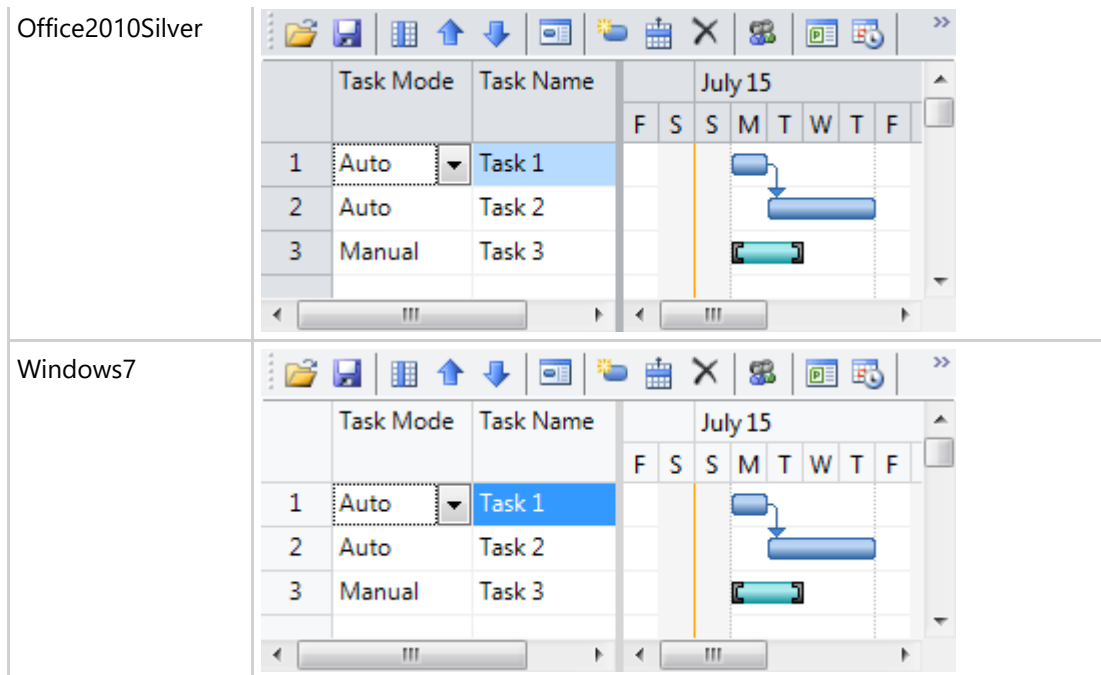 Office2010Silver
Task Mode Task Name July 15
F S S M T W T F
1 Auto Task 1
2 Auto Task 2
3 Manual Task 3
Windows7
Task Mode Task Name July 15
F S S M T W T F
1 Auto Task 1
2 Auto Task 2
3 Manual Task 3